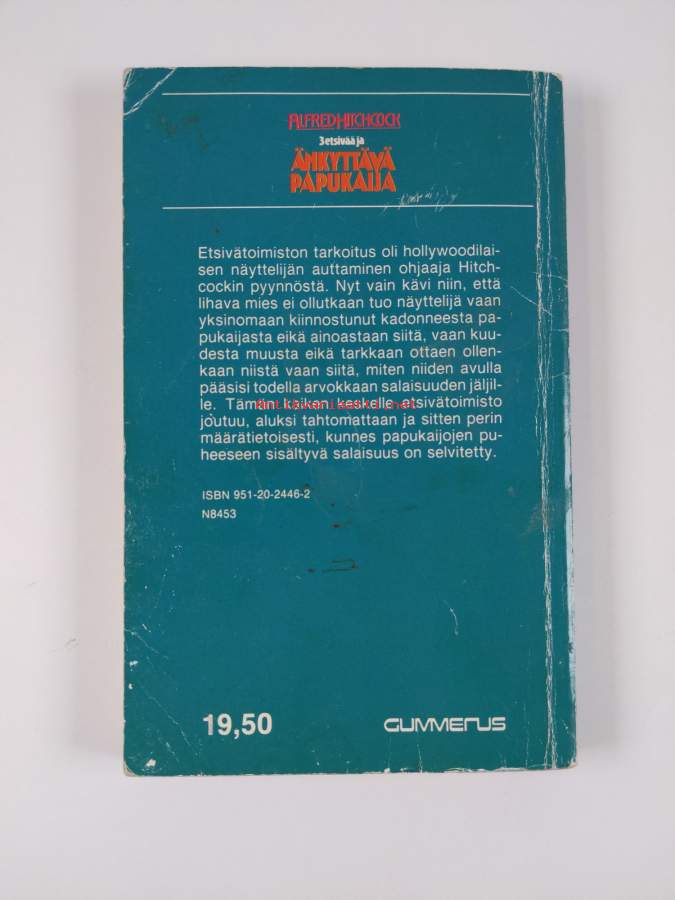 ALFRED HITCHCOCK
3 etsivää ja
ÄNKYTTÄVÄ
PAPUKAIJA
Etsivätoimiston tarkoitus oli hollywoodilai-
sen näyttelijän auttaminen ohjaaja Hitch-
cockin pyynnöstä. Nyt vain kävi niin, että
lihava mies ei ollutkaan tuo näyttelijä vaan
yksinomaan kiinnostunut kadonneesta pa-
pukaijasta eikä ainoastaan siitä, vaan kuu-
desta muusta eikä tarkkaan ottaen ollen-
kaan niistä vaan siitä, miten niiden avulla
pääsisi todella arvokkaan salaisuuden jäljil-
le. Tämän kaiken keskelle etsivätoimisto
joutuu, aluksi tahtomattaan ja sitten perin
määrätietoisesti, kunnes papukaijojen pu-
heeseen sisältyvä salaisuus on selvitetty.
ISBN 951-20-2446-2
N8453
19,50 GUMMERUS